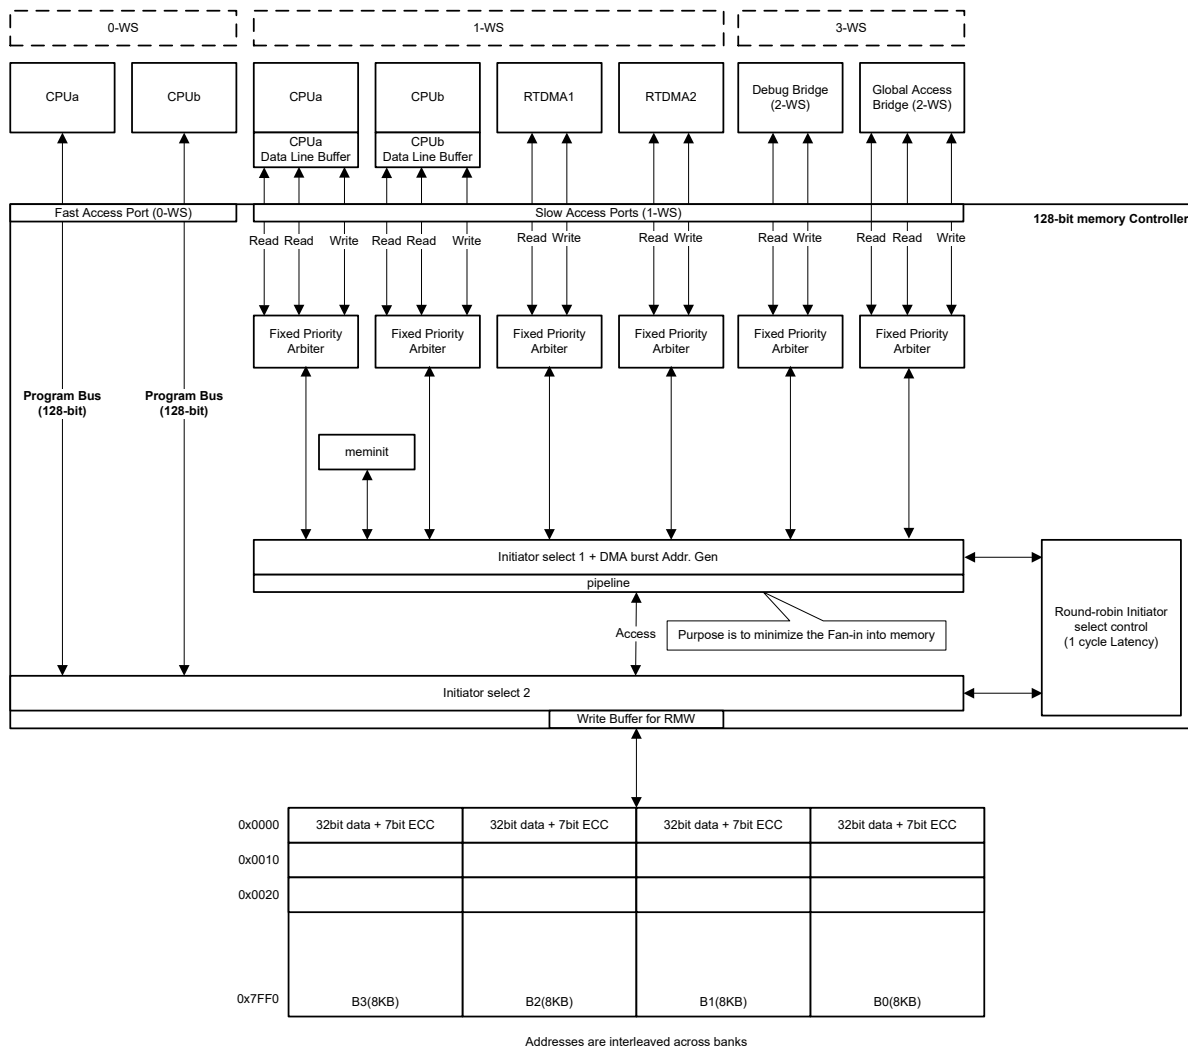 0-WS
1-WS
3-WS
CPUa
CPUb
CPUa
CPUb
RTDMA1
RTDMA2
Debug Bridge
(2-WS)
Global Access
Bridge (2-WS)
CPUa
Data Line Buffer
CPUb
Data Line Buffer
Fast Access Port (0-WS)
Slow Access Ports (1-WS)
128-bit memory Controller
Read Read Write
Read Read Write
Read Write
Read Write
Read Write
Read Read Write
Fixed Priority
Arbiter
Fixed Priority
Arbiter
Fixed Priority
Arbiter
Fixed Priority
Arbiter
Fixed Priority
Arbiter
Fixed Priority
Arbiter
Program Bus
(128-bit)
Program Bus
(128-bit)
meminit
Initiator select 1 + DMA burst Addr. Gen
pipeline
Access
Purpose is to minimize the Fan-in into memory
Round-robin Initiator
select control
(1 cycle Latency)
Initiator select 2
Write Buffer for RMW
0x0000
32bit data + 7bit ECC
32bit data + 7bit ECC
32bit data + 7bit ECC
32bit data + 7bit ECC
0x0010
0x0020
0x7FF0
B3(8KB)
B2(8KB)
B1(8KB)
B0(8KB)
Addresses are interleaved across banks